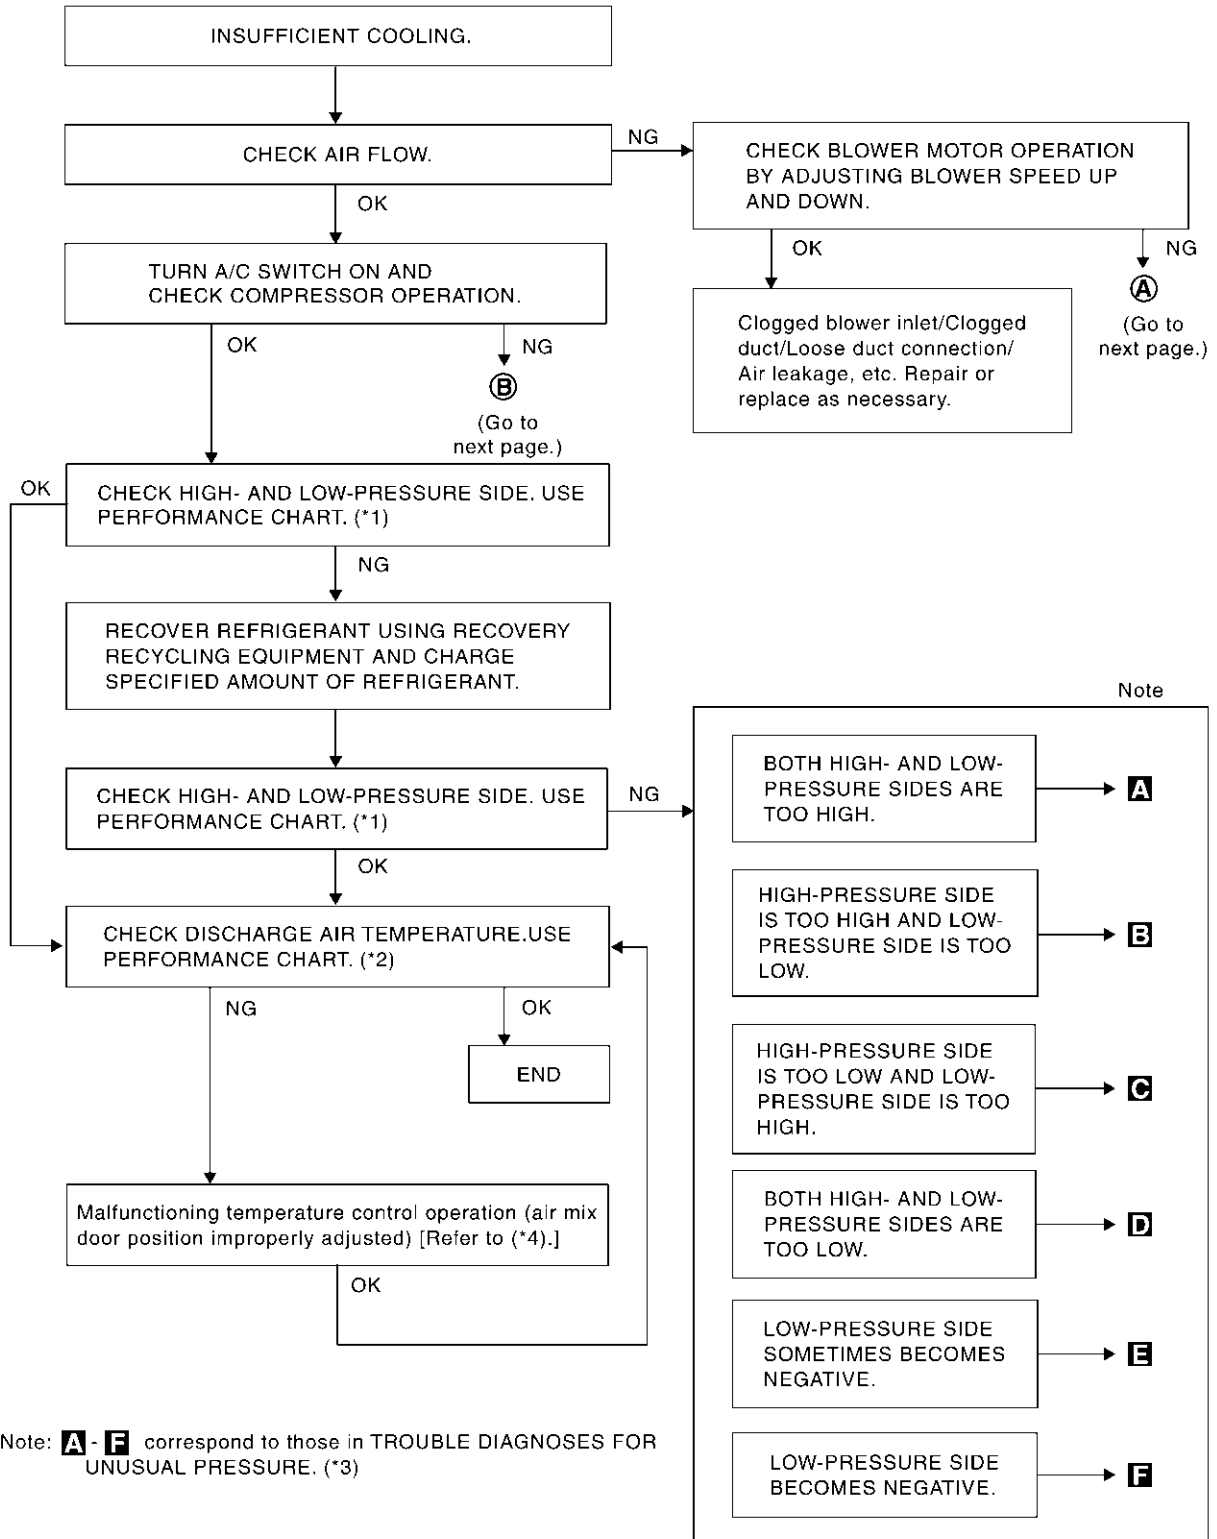 INSUFFICIENT COOLING.
CHECK AIR FLOW.
NG
CHECK BLOWER MOTOR OPERATION
BY ADJUSTING BLOWER SPEED UP
AND DOWN.
OK
OK
NG
TURN A/C SWITCH ON AND
CHECK COMPRESSOR OPERATION.
A
(Go to
next page.)
Clogged blower inlet/Clogged
duct/Loose duct connection/
Air leakage, etc. Repair or
replace as necessary.
OK
NG
B
(Go to
next page.)
OK
CHECK HIGH- AND LOW-PRESSURE SIDE. USE
PERFORMANCE CHART. (*1)
NG
RECOVER REFRIGERANT USING RECOVERY
RECYCLING EQUIPMENT AND CHARGE
SPECIFIED AMOUNT OF REFRIGERANT.
CHECK HIGH- AND LOW-PRESSURE SIDE. USE
PERFORMANCE CHART. (*1)
NG
OK
CHECK DISCHARGE AIR TEMPERATURE.USE
PERFORMANCE CHART. (*2)
NG
OK
END
Malfunctioning temperature control operation (air mix
door position improperly adjusted) [Refer to (*4).]
OK
Note
BOTH HIGH- AND LOW-
PRESSURE SIDES ARE
TOO HIGH.
A
HIGH-PRESSURE SIDE
IS TOO HIGH AND LOW-
PRESSURE SIDE IS TOO
LOW.
B
HIGH-PRESSURE SIDE
IS TOO LOW AND LOW-
PRESSURE SIDE IS TOO
HIGH.
C
BOTH HIGH- AND LOW-
PRESSURE SIDES ARE
TOO LOW.
D
LOW-PRESSURE SIDE
SOMETIMES BECOMES
NEGATIVE.
E
LOW-PRESSURE SIDE
BECOMES NEGATIVE.
F
Note: A - F correspond to those in TROUBLE DIAGNOSES FOR
UNUSUAL PRESSURE. (*3)